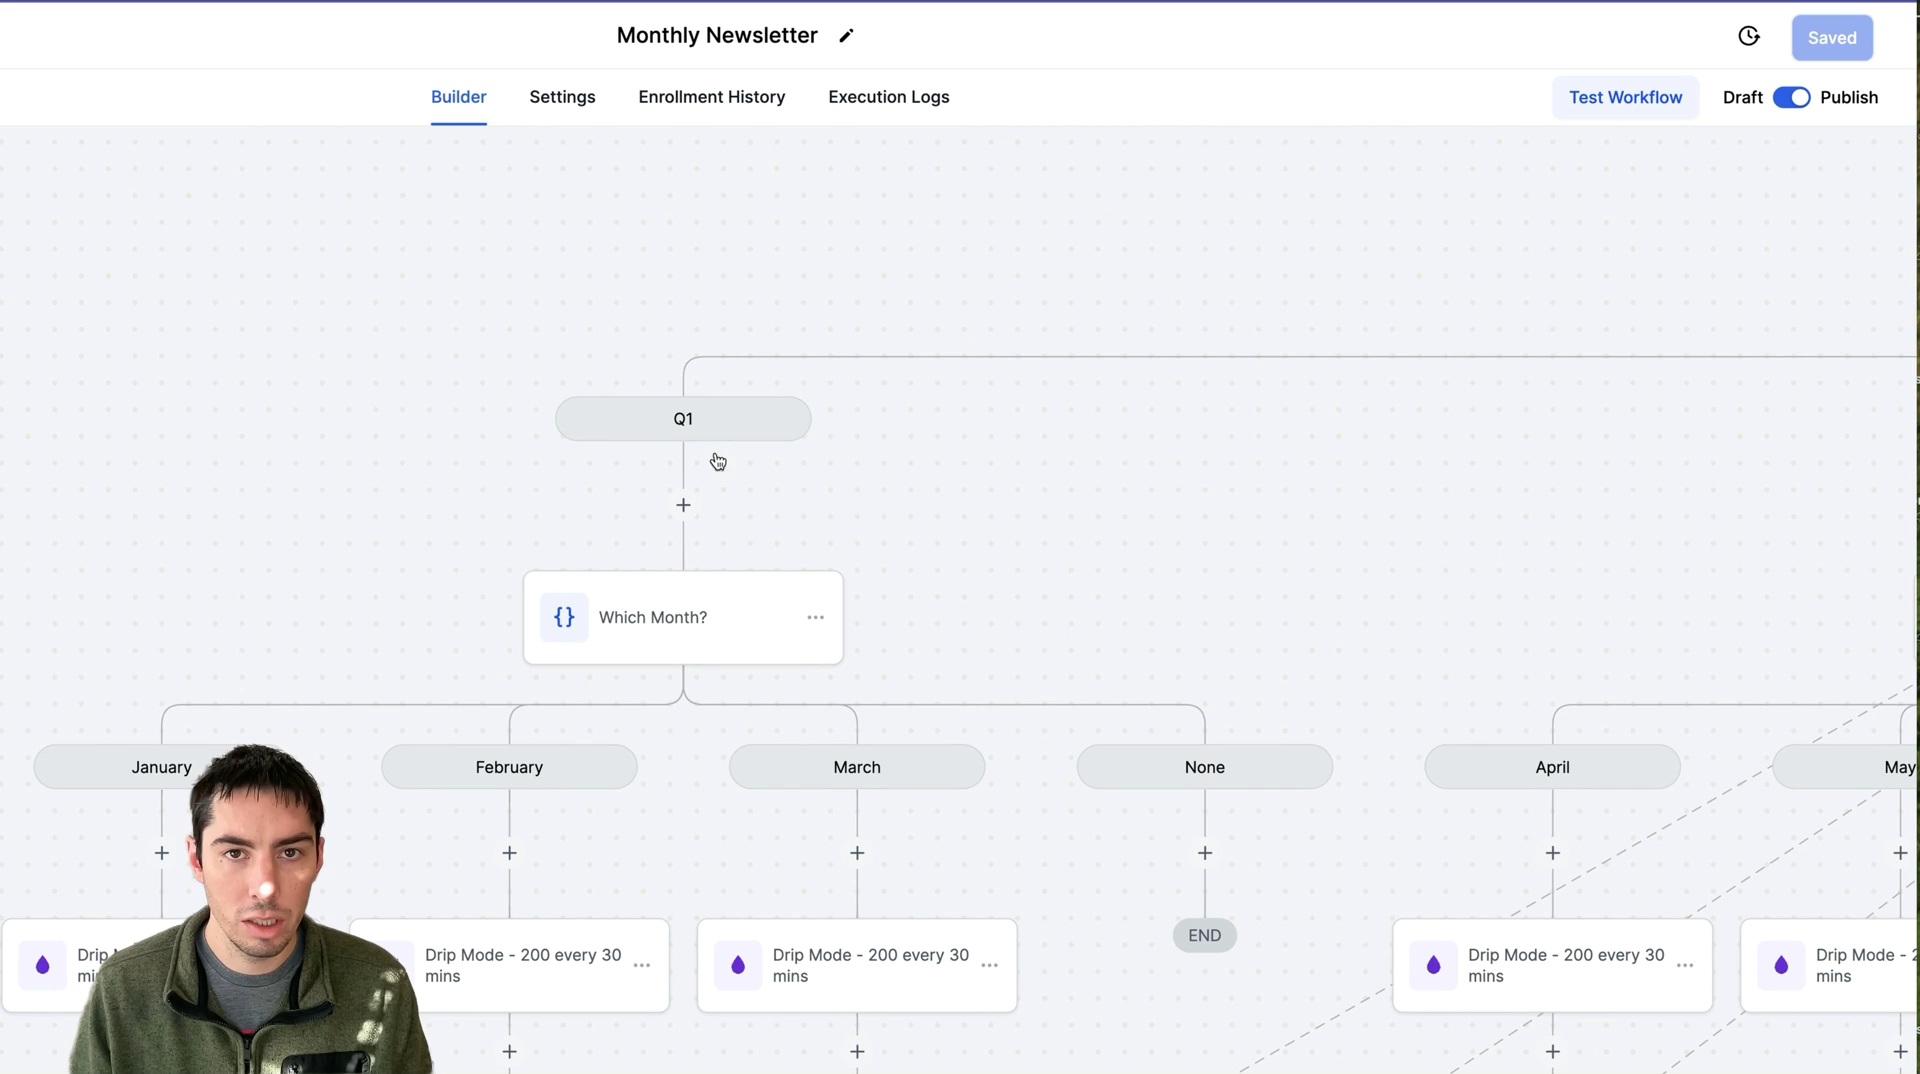 Monthly Newsletter
Saved
Builder
Settings
Enrollment History
Execution Logs
Test Workflow
Draft
Publish
Q1
Which Month?
January
February
March
None
April
May
Drip
Drip Mode - 200 every 30
mins
Drip Mode - 200 every 30
mins
END
Drip Mode - 200 every 30
mins
Drip Mode - 2
mins